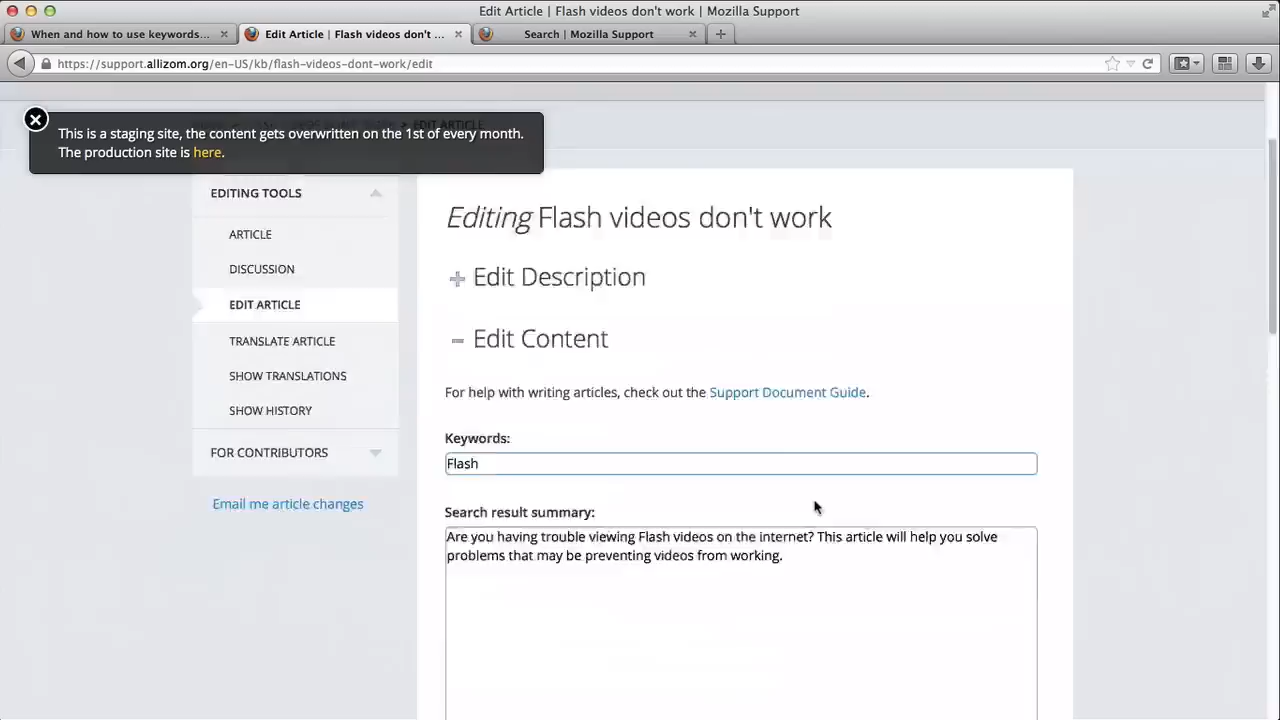 Edit Article | Flash videos don't work | Mozilla Support
When and how to use keywords...
Edit Article | Flash videos don't ...
Search | Mozilla Support
https://support.allizom.org/en-US/kb/flash-videos-dont-work/edit
This is a staging site, the content gets overwritten on the 1st of every month.
The production site is here.
EDITING TOOLS
ARTICLE
DISCUSSION
EDIT ARTICLE
TRANSLATE ARTICLE
SHOW TRANSLATIONS
SHOW HISTORY
FOR CONTRIBUTORS
Email me article changes
Editing Flash videos don't work
Edit Description
Edit Content
For help with writing articles, check out the Support Document Guide.
Keywords:
Flash
Search result summary:
Are you having trouble viewing Flash videos on the internet? This article will help you solve
problems that may be preventing videos from working.